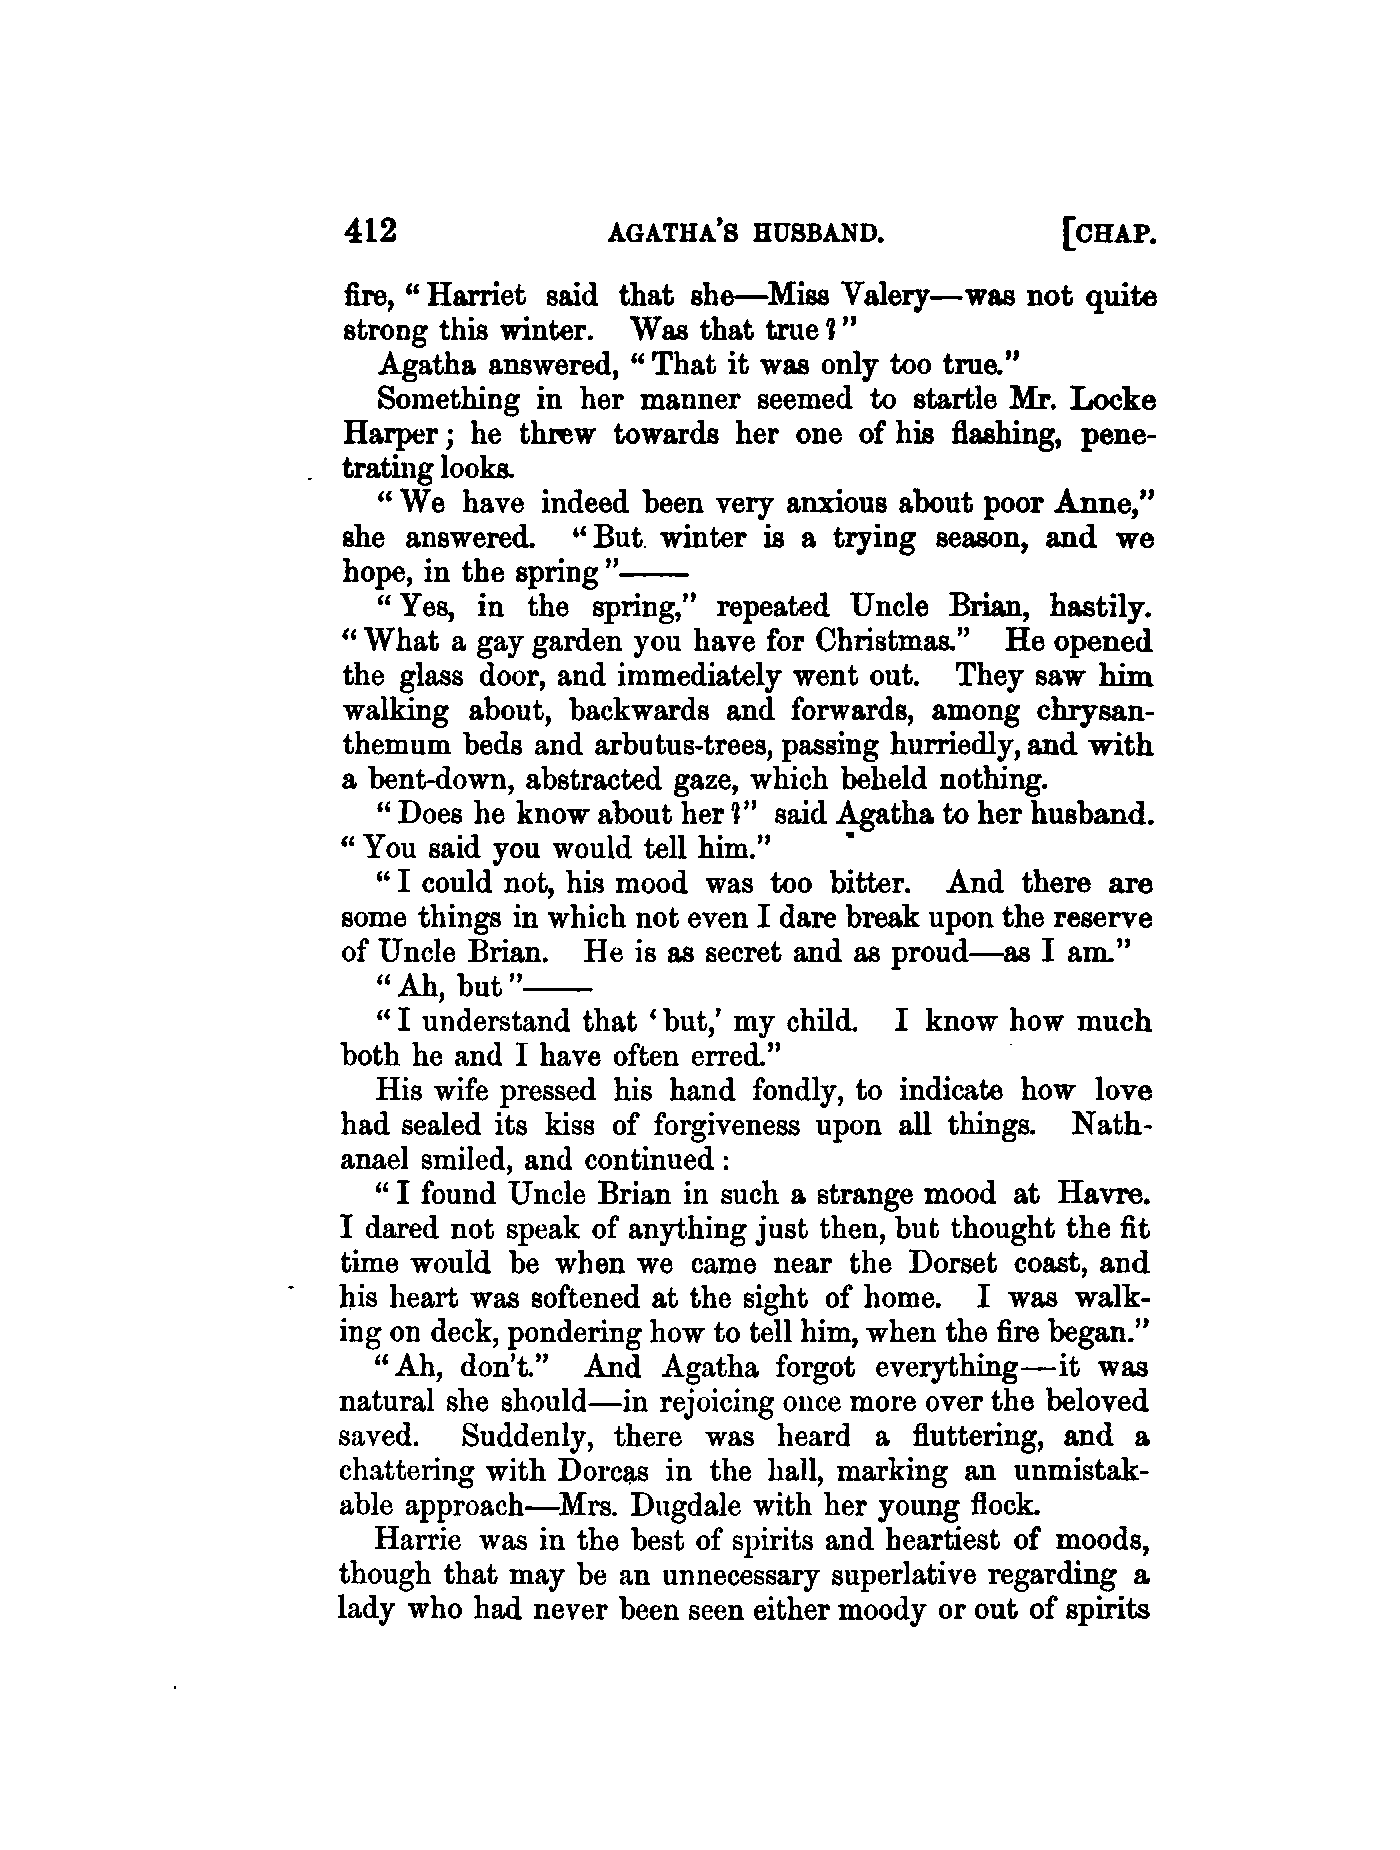 412 AGATHA'S HUSBAND. [CHAP.
fire, "Harriet said that she—Miss Valery—was not quite
strong this winter. Was that true?"
Agatha answered, "That it was only too true."
Something in her manner seemed to startle Mr. Locke
Harper; he threw towards her one of his flashing, pene-
trating looks.
"We have indeed been very anxious about poor Anne,"
she answered. "But winter is a trying season, and we
hope, in the spring"——
"Yes, in the spring," repeated Uncle Brian, hastily.
"What a gay garden you have for Christmas." He opened
the glass door, and immediately went out. They saw him
walking about, backwards and forwards, among chrysan-
themum beds and arbutus-trees, passing hurriedly, and with
a bent-down, abstracted gaze, which beheld nothing.
"Does he know about her?" said Agatha to her husband.
"You said you would tell him."
"I could not, his mood was too bitter. And there are
some things in which not even I dare break upon the reserve
of Uncle Brian. He is as secret and as proud—as I am."
"Ah, but"——
"I understand that 'but,' my child. I know how much
both he and I have often erred."
His wife pressed his hand fondly, to indicate how love
had sealed its kiss of forgiveness upon all things. Nath-
anael smiled, and continued:
"I found Uncle Brian in such a strange mood at Havre.
I dared not speak of anything just then, but thought the fit
time would be when we came near the Dorset coast, and
his heart was softened at the sight of home. I was walk-
ing on deck, pondering how to tell him, when the fire began."
"Ah, don't." And Agatha forgot everything—it was
natural she should—in rejoicing once more over the beloved
saved. Suddenly, there was heard a fluttering, and a
chattering with Dorcas in the hall, marking an unmistak-
able approach—Mrs. Dugdale with her young flock.
Harrie was in the best of spirits and heartiest of moods,
though that may be an unnecessary superlative regarding a
lady who had never been seen either moody or out of spirits